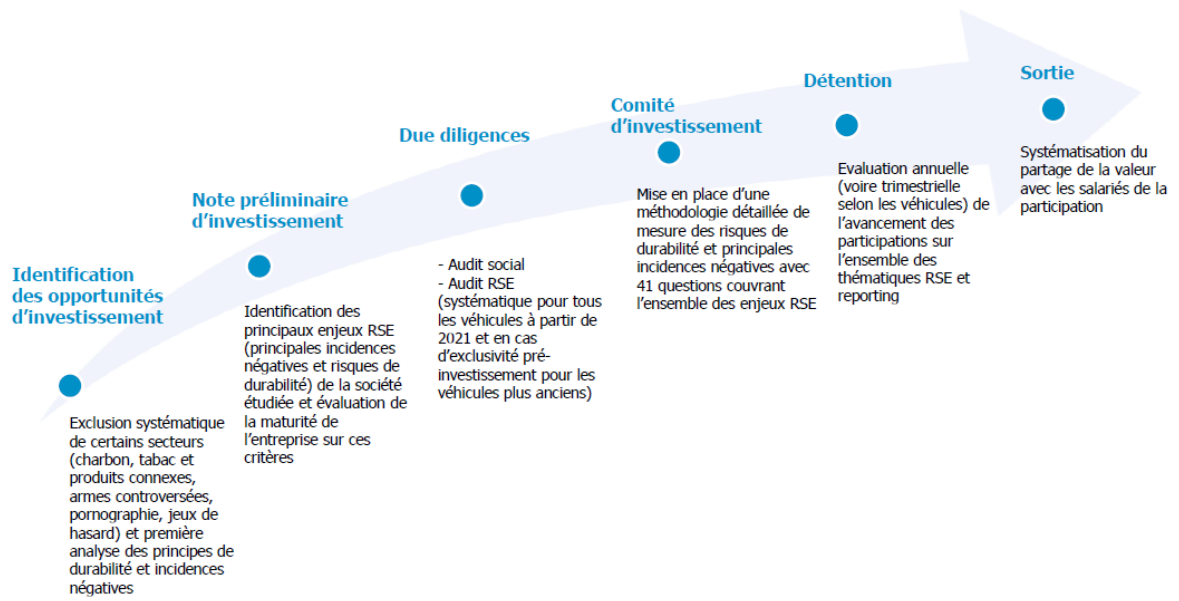 Identification
des opportunités
d'investissement
Exclusion systématique
de certains secteurs
(charbon, tabac et
produits connexes,
armes controversées,
pornographie, jeux de
hasard) et première
analyse des principes de
durabilité et incidences
négatives
Note préliminaire
d'investissement
Identification des
principaux enjeux RSE
(principales incidences
négatives et risques de
durabilité) de la société
étudiée et évaluation de
la maturité de
l'entreprise sur ces
critères
Due diligences
- Audit social
- Audit RSE
(systématique pour tous
les véhicules à partir de
2021 et en cas
d'exclusivité pré-
investissement pour les
véhicules plus anciens)
Comité
d'investissement
Mise en place d'une
méthodologie détaillée de
mesure des risques de
durabilité et principales
incidences négatives avec
41 questions couvrant
l'ensemble des enjeux RSE
Détention
Evaluation annuelle
(voire trimestrielle
selon les véhicules) de
l'avancement des
participations sur
l'ensemble des
thématiques RSE et
reporting
Sortie
Systématisation du
partage de la valeur
avec les salariés de la
participation